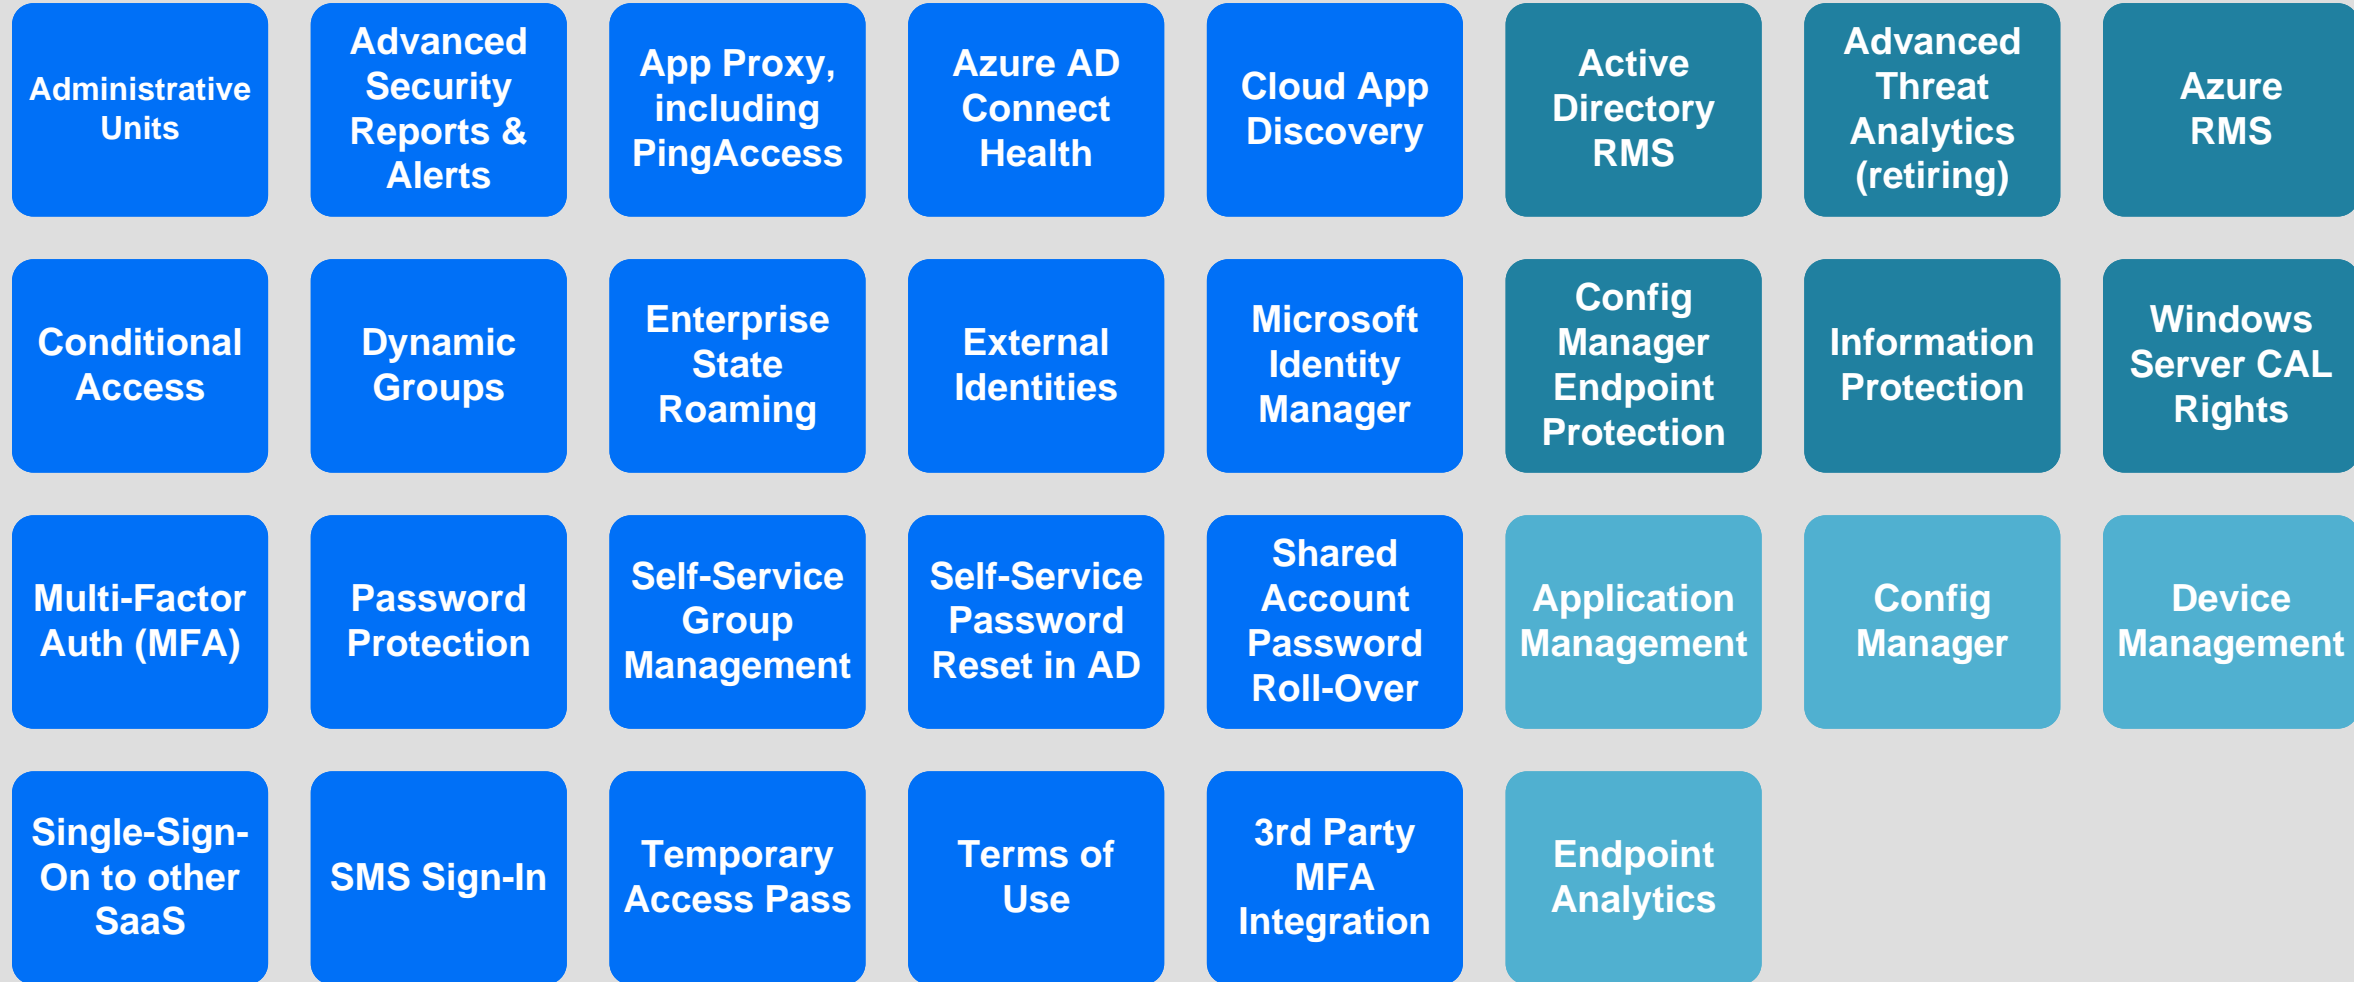 Administrative
Units
Advanced
Security
Reports &
Alerts
App Proxy,
including
PingAccess
Azure AD
Connect
Health
Cloud App
Discovery
Active
Directory
RMS
Advanced
Threat
Analytics
(retiring)
Azure
RMS
Conditional
Access
Dynamic
Groups
Enterprise
State
Roaming
External
Identities
Microsoft
Identity
Manager
Config
Manager
Endpoint
Protection
Information
Protection
Windows
Server CAL
Rights
Multi-Factor
Auth (MFA)
Password
Protection
Self-Service
Group
Management
Self-Service
Password
Reset in AD
Shared
Account
Password
Roll-Over
Application
Management
Config
Manager
Device
Management
Single-Sign-
On to other
SaaS
SMS Sign-In
Temporary
Access Pass
Terms of
Use
3rd Party
MFA
Integration
Endpoint
Analytics